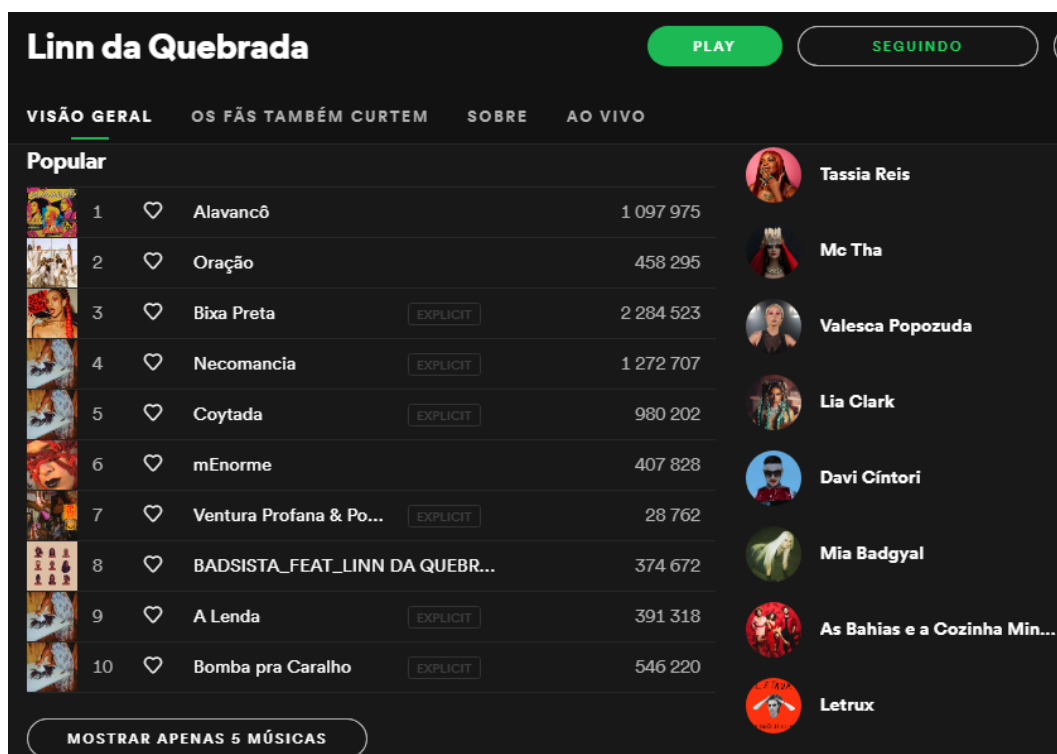 Linn da Quebrada
PLAY
SEGUINDO
VISÃO GERAL OS FÃS TAMBÉM CURTEM SOBRE AO VIVO
Popular
1 Alavancô 1 097 975
2 Oração 458 295
3 Bixa Preta EXPLICIT 2 284 523
4 Necomancia EXPLICIT 1 272 707
5 Coytada EXPLICIT 980 202
6 mEnorme 407 828
7 Ventura Profana & Po... EXPLICIT 28 762
8 BADSISTA_FEAT_LINN DA QUEBR... 374 672
9 A Lenda EXPLICIT 391 318
10 Bomba pra Caralho EXPLICIT 546 220
MOSTRAR APENAS 5 MÚSICAS
Tassia Reis
Mc Tha
Valesca Popozuda
Lia Clark
Davi Cíntori
Mia Badgyal
As Bahias e a Cozinha Min...
LETRUX
Letrux